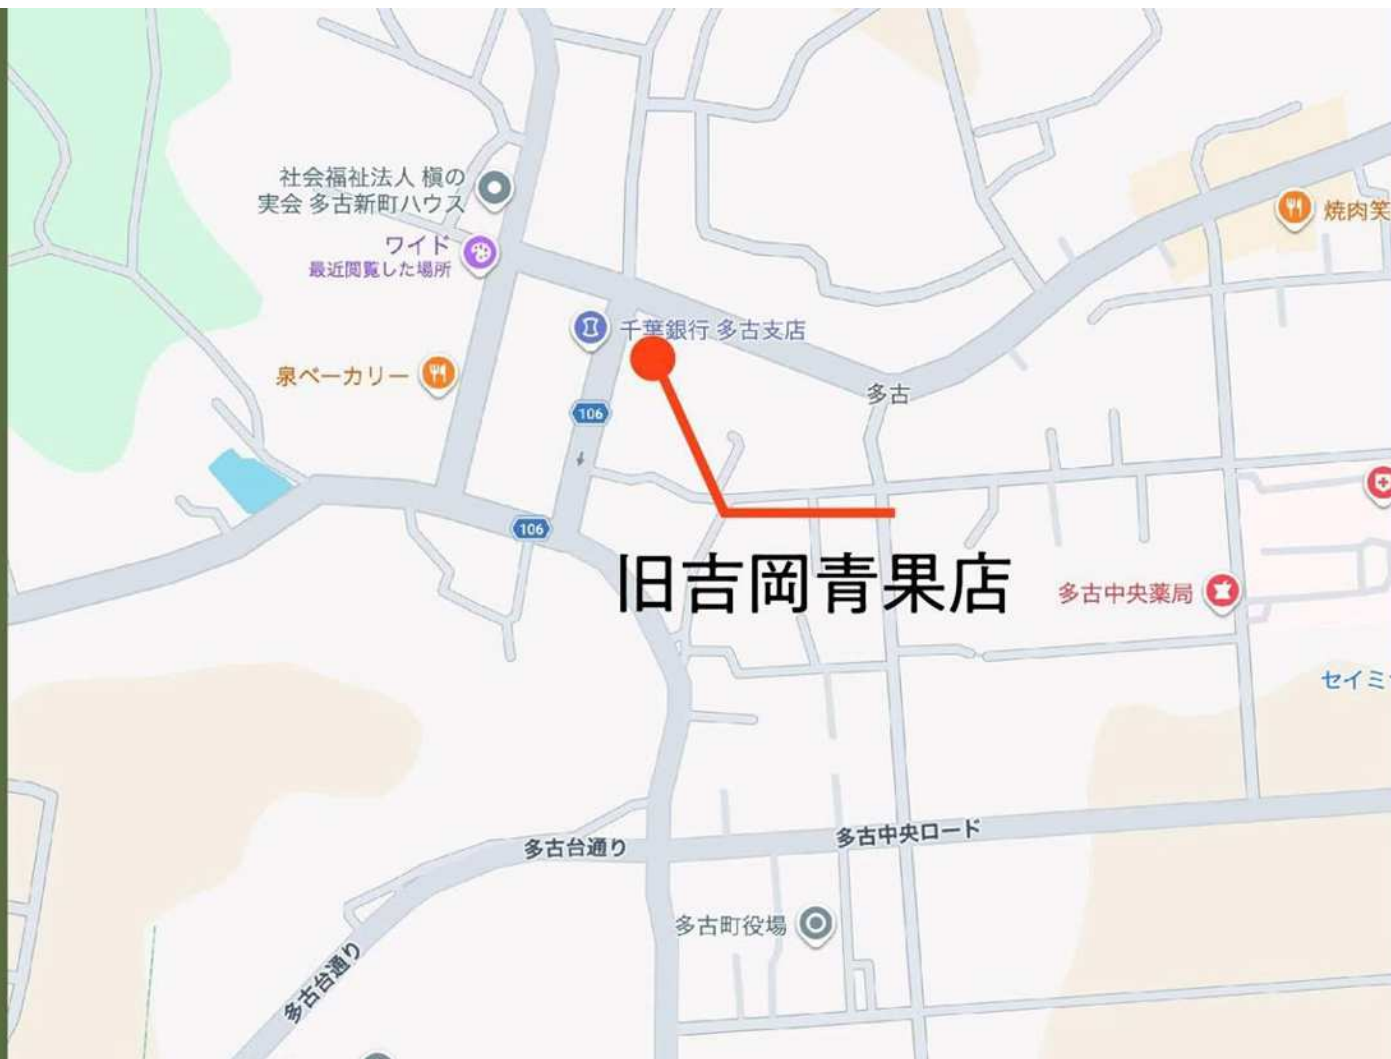 社会福祉法人 槇の
実会 多古新町ハウス
ワイド
最近閲覧した場所
焼肉笑
千葉銀行 多古支店
泉ベーカリー
多古
106
106
旧吉岡青果店
多古中央薬局
セイミ
多古台通り
多古中央ロード
多古町役場
多古台通り